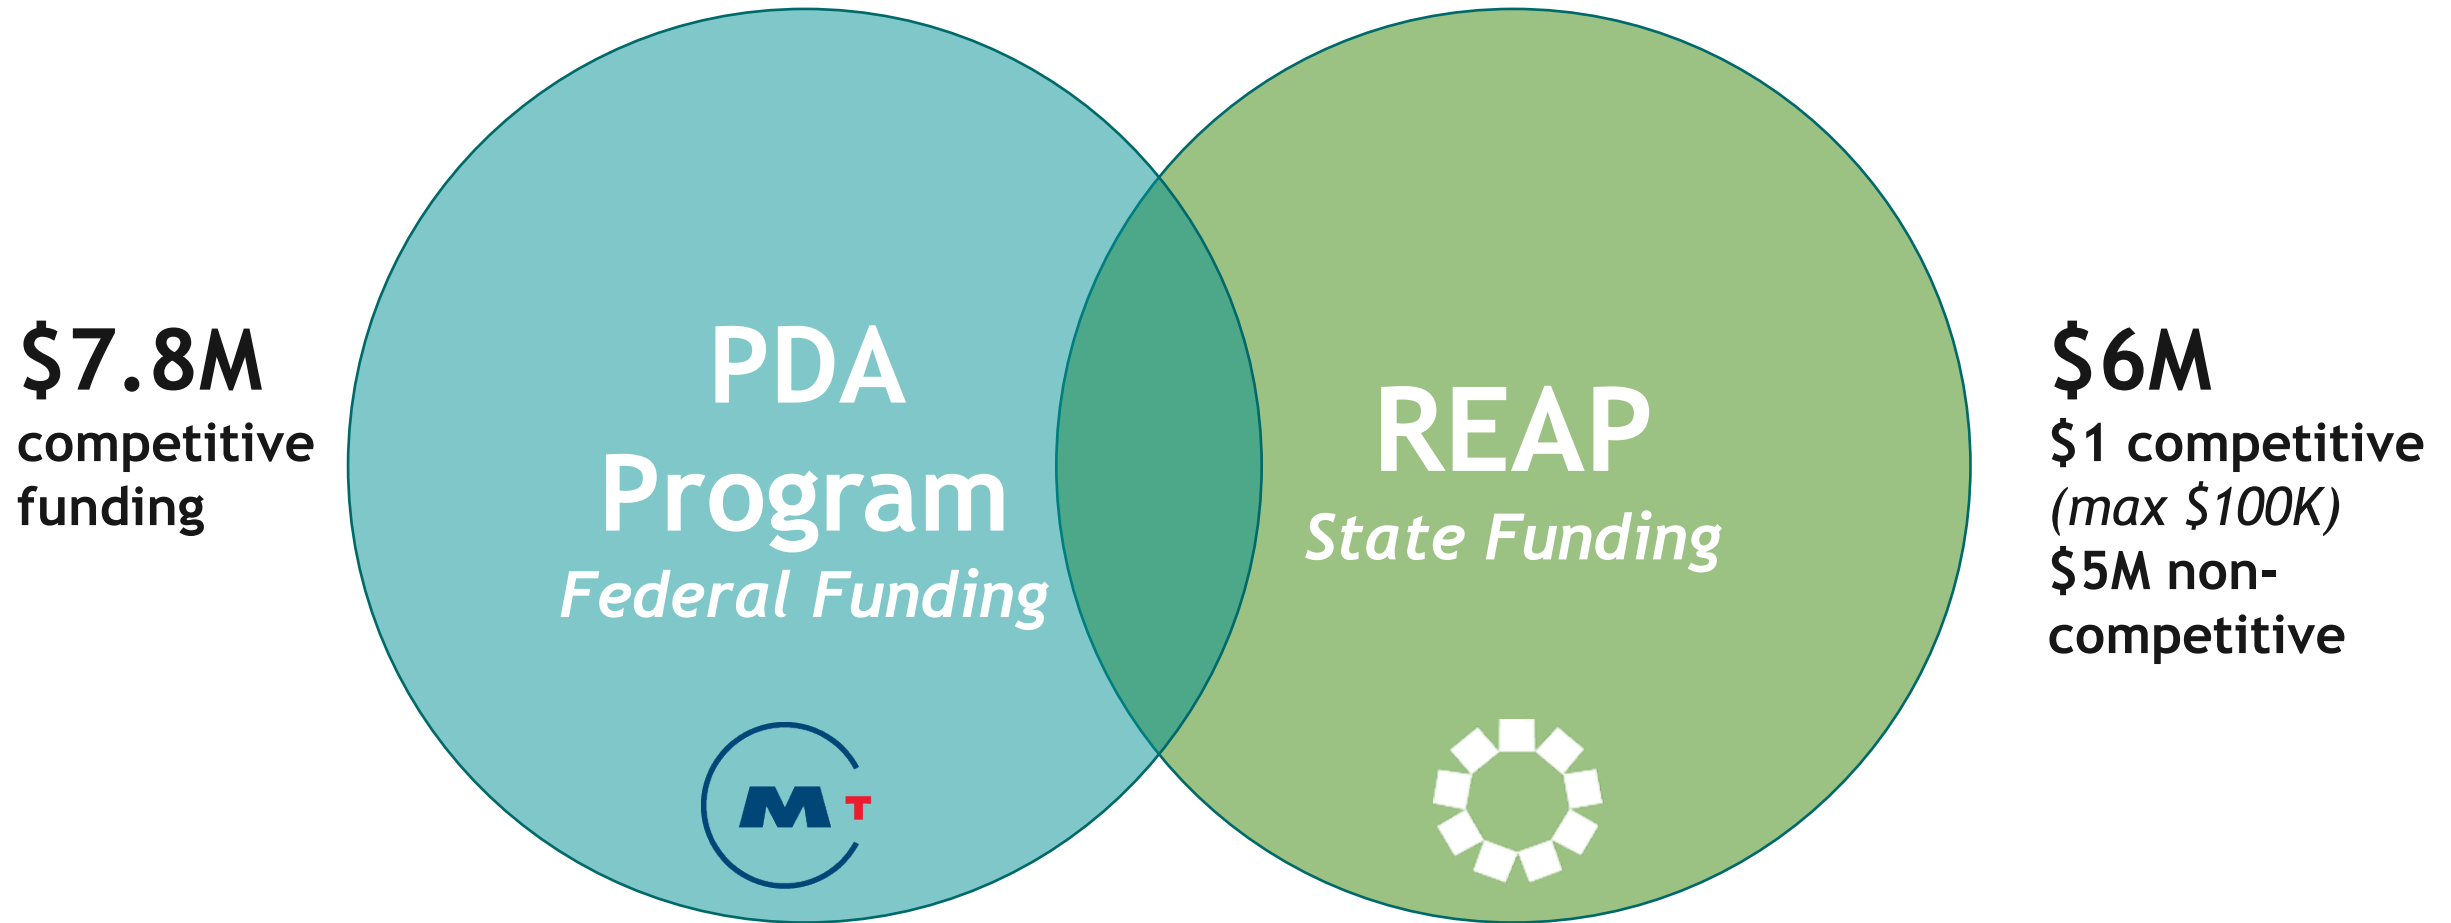 $7.8M
competitive
funding
PDA
Program
Federal Funding
M T
REAP
State Funding
$6M
$1 competitive
(max $100K)
$5M non-
competitive